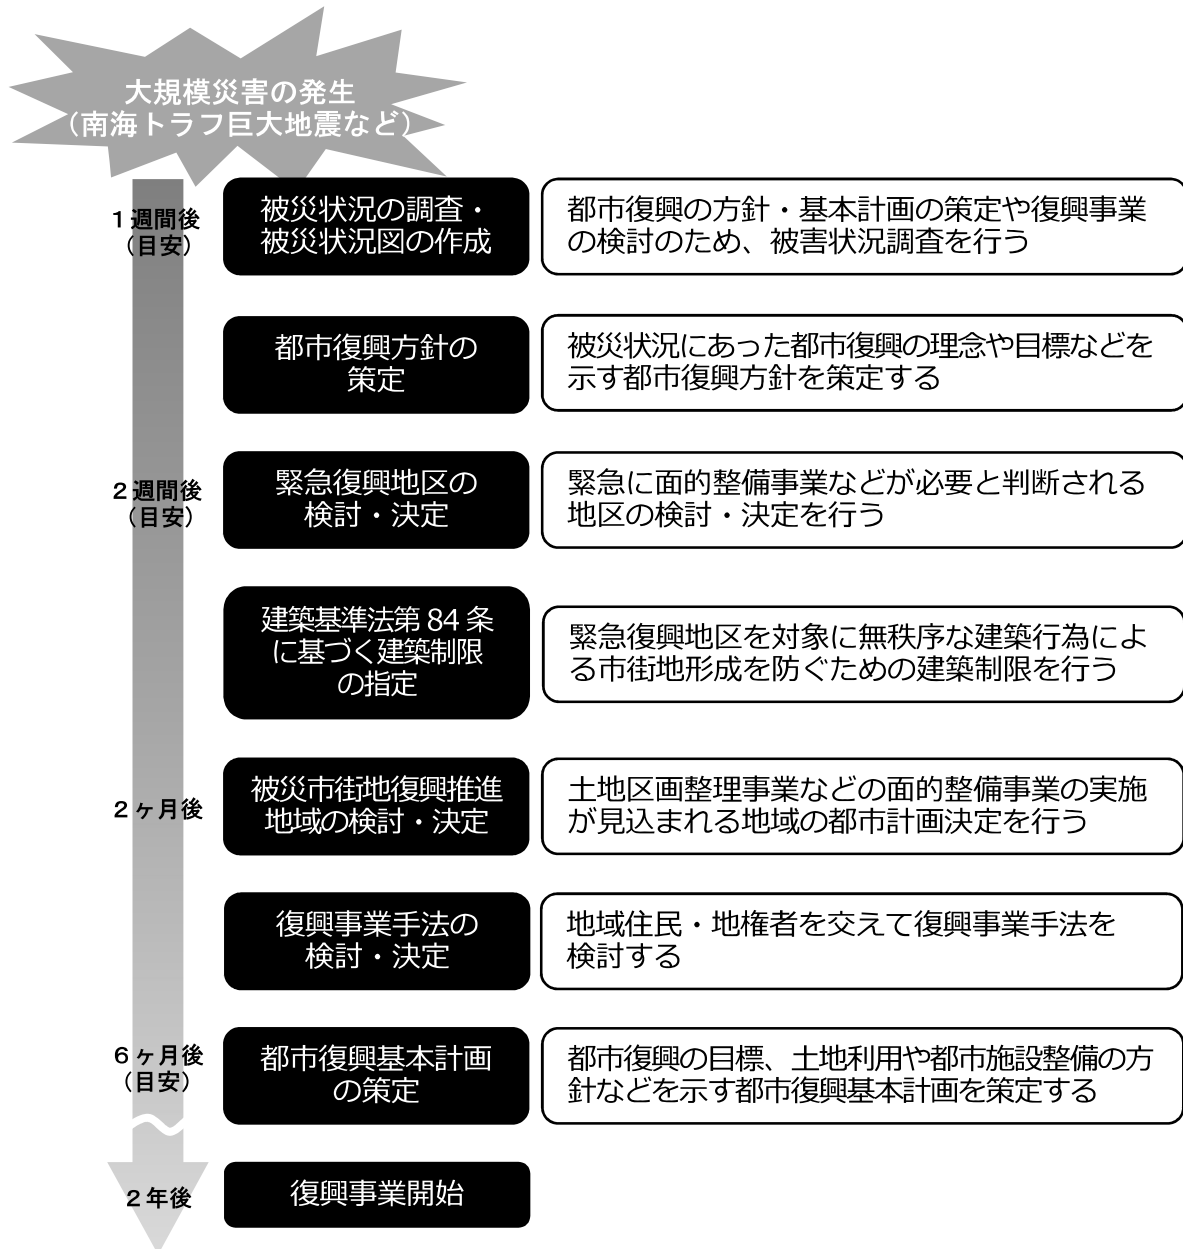 大規模災害の発生
（南海トラフ巨大地震など）
1週間後
（目安）
被災状況の調査・
被災状況図の作成
都市復興の方針・基本計画の策定や復興事業
の検討のため、被害状況調査を行う
都市復興方針の
策定
被災状況にあった都市復興の理念や目標などを
示す都市復興方針を策定する
2週間後
（目安）
緊急復興地区の
検討・決定
緊急に面的整備事業などが必要と判断される
地区の検討・決定を行う
建築基準法第 84 条
に基づく建築制限
の指定
緊急復興地区を対象に無秩序な建築行為によ
る市街地形成を防ぐための建築制限を行う
2ヶ月後
被災市街地復興推進
地域の検討・決定
土地区画整理事業などの面的整備事業の実施
が見込まれる地域の都市計画決定を行う
復興事業手法の
検討・決定
地域住民・地権者を交えて復興事業手法を
検討する
6ヶ月後
（目安）
都市復興基本計画
の策定
都市復興の目標、土地利用や都市施設整備の方
針などを示す都市復興基本計画を策定する
2年後
復興事業開始